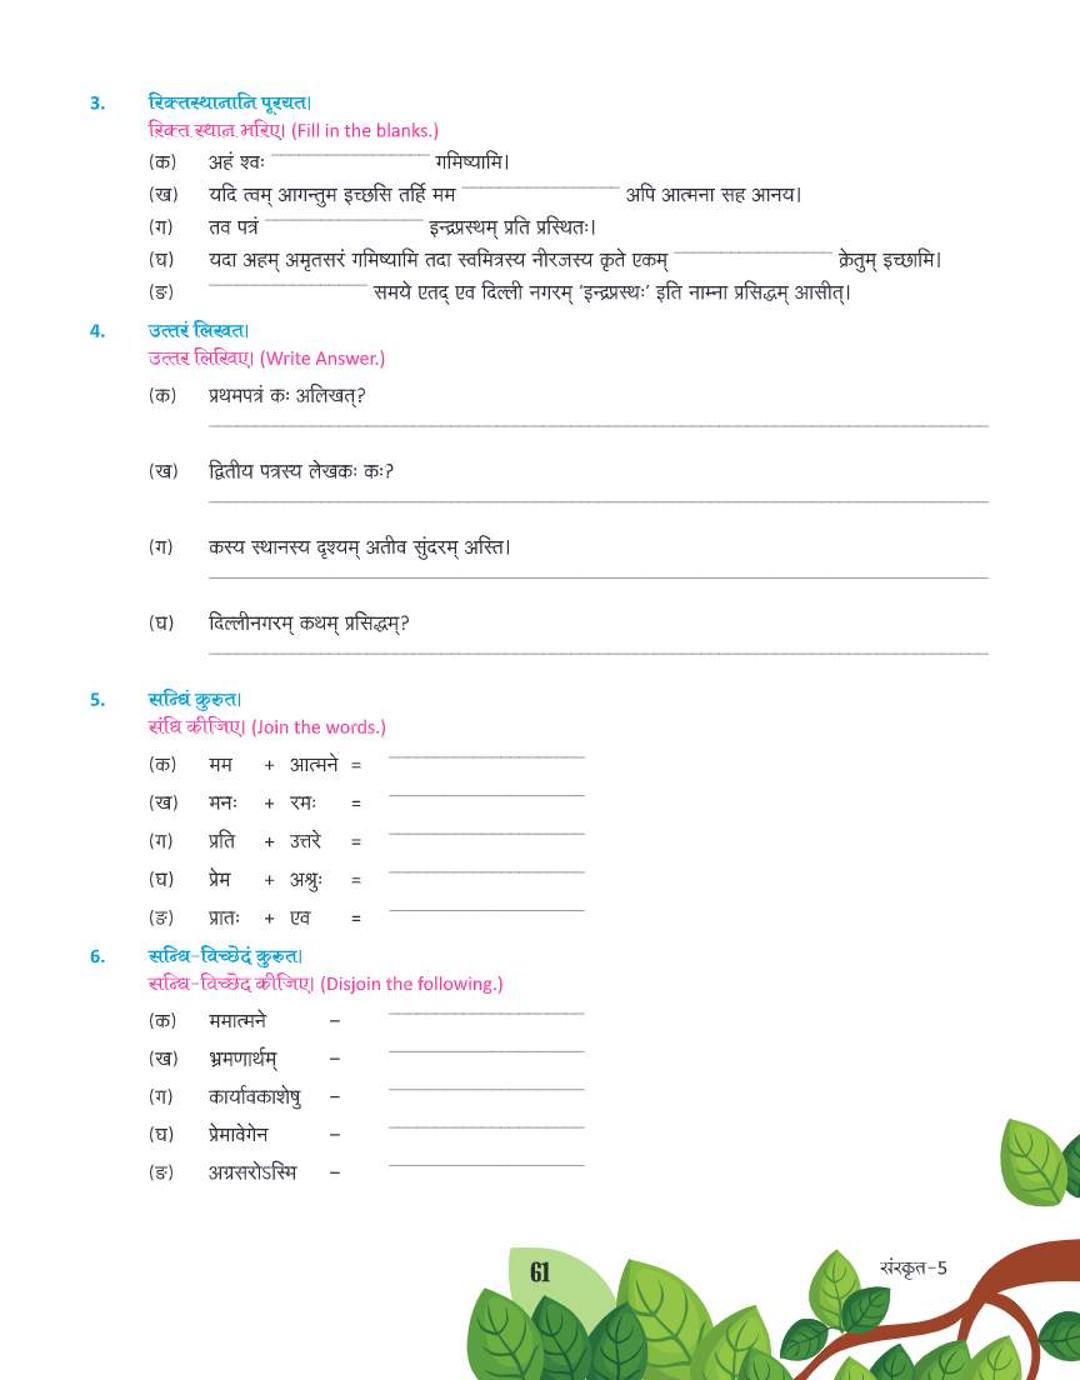 3. रिक्तस्थानानि पूरयत।
रिक्त स्थान भरिए। (Fill in the blanks.)
(क) अहं श्वः ____ गमिष्यामि।
(ख) यदि त्वम् आगन्तुम इच्छसि तर्हि मम ____ अपि आत्मना सह आनय।
(ग) तव पत्रं ____ इन्द्रप्रस्थम् प्रति प्रस्थितः।
(घ) यदा अहम् अमृतसरं गमिष्यामि तदा स्वमित्रस्य नीरजस्य कृते एकम् ____ क्रेतुम् इच्छामि।
(ङ) ____ समये एतद् एव दिल्ली नगरम् ‘इन्द्रप्रस्थः’ इति नाम्ना प्रसिद्धम् आसीत्।
4. उत्तरं लिखत।
उत्तर लिखिए। (Write Answer.)
(क) प्रथमपत्रं कः अलिखत्?
(ख) द्वितीय पत्रस्य लेखकः कः?
(ग) कस्य स्थानस्य दृश्यम् अतीव सुंदरम् अस्ति।
(घ) दिल्लीनगरम् कथम् प्रसिद्धम्?
5. सन्धिं कुरुत।
संधि कीजिए। (Join the words.)
(क) मम + आत्मने =
(ख) मनः + रमः =
(ग) प्रति + उत्तरे =
(घ) प्रेम + अश्रुः =
(ङ) प्रातः + एव =
6. सन्धि-विच्छेदं कुरुत।
सन्धि-विच्छेद कीजिए। (Disjoin the following.)
(क) ममात्मने –
(ख) भ्रमणार्थम् –
(ग) कार्यावकाशेषु –
(घ) प्रेमावेगेन –
(ङ) अग्रसरोऽस्मि –
61
संस्कृत-5